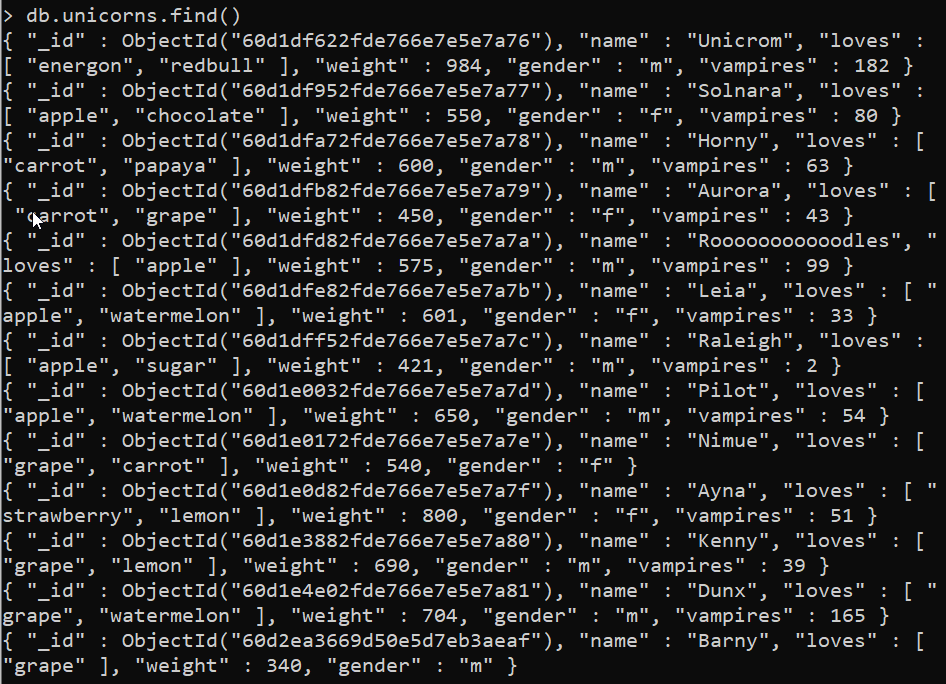 > db.unicorns.find()
{ "_id" : ObjectId("60d1df622fde766e7e5e7a76"), "name" : "Unicrom", "loves" :
[ "energon", "redbull" ], "weight" : 984, "gender" : "m", "vampires" : 182 }
{ "_id" : ObjectId("60d1df952fde766e7e5e7a77"), "name" : "Solnara", "loves" :
[ "apple", "chocolate" ], "weight" : 550, "gender" : "f", "vampires" : 80 }
{ "_id" : ObjectId("60d1dfa72fde766e7e5e7a78"), "name" : "Horny", "loves" : [
"carrot", "papaya" ], "weight" : 600, "gender" : "m", "vampires" : 63 }
{ "_id" : ObjectId("60d1dfb82fde766e7e5e7a79"), "name" : "Aurora", "loves" : [
 "carrot", "grape" ], "weight" : 450, "gender" : "f", "vampires" : 43 }
{ "_id" : ObjectId("60d1dfd82fde766e7e5e7a7a"), "name" : "Rooooooooooodles", "
loves" : [ "apple" ], "weight" : 575, "gender" : "m", "vampires" : 99 }
{ "_id" : ObjectId("60d1dfe82fde766e7e5e7a7b"), "name" : "Leia", "loves" : [ "
apple", "watermelon" ], "weight" : 601, "gender" : "f", "vampires" : 33 }
{ "_id" : ObjectId("60d1dff52fde766e7e5e7a7c"), "name" : "Raleigh", "loves" :
[ "apple", "sugar" ], "weight" : 421, "gender" : "m", "vampires" : 2 }
{ "_id" : ObjectId("60d1e0032fde766e7e5e7a7d"), "name" : "Pilot", "loves" : [
"apple", "watermelon" ], "weight" : 650, "gender" : "m", "vampires" : 54 }
{ "_id" : ObjectId("60d1e0172fde766e7e5e7a7e"), "name" : "Nimue", "loves" : [
"grape", "carrot" ], "weight" : 540, "gender" : "f" }
{ "_id" : ObjectId("60d1e0d82fde766e7e5e7a7f"), "name" : "Ayna", "loves" : [ "
strawberry", "lemon" ], "weight" : 800, "gender" : "f", "vampires" : 51 }
{ "_id" : ObjectId("60d1e3882fde766e7e5e7a80"), "name" : "Kenny", "loves" : [
"grape", "lemon" ], "weight" : 690, "gender" : "m", "vampires" : 39 }
{ "_id" : ObjectId("60d1e4e02fde766e7e5e7a81"), "name" : "Dunx", "loves" : [ "
grape", "watermelon" ], "weight" : 704, "gender" : "m", "vampires" : 165 }
{ "_id" : ObjectId("60d2ea3669d50e5d7eb3aeaf"), "name" : "Barny", "loves" : [
"grape" ], "weight" : 340, "gender" : "m" }